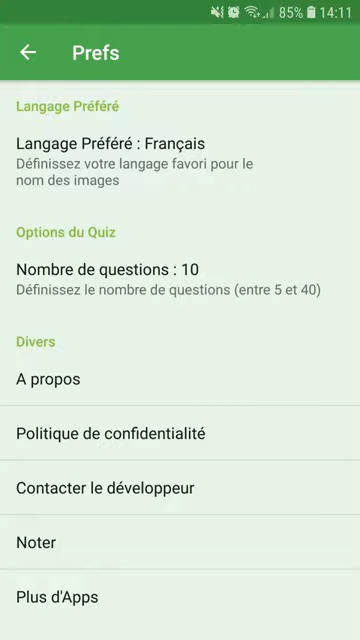 85% 14:11
Prefs
Langage Préféré
Langage Préféré : Français
Définissez votre langage favori pour le
nom des images
Options du Quiz
Nombre de questions : 10
Définissez le nombre de questions (entre 5 et 40)
Divers
A propos
Politique de confidentialité
Contacter le développeur
Noter
Plus d'Apps